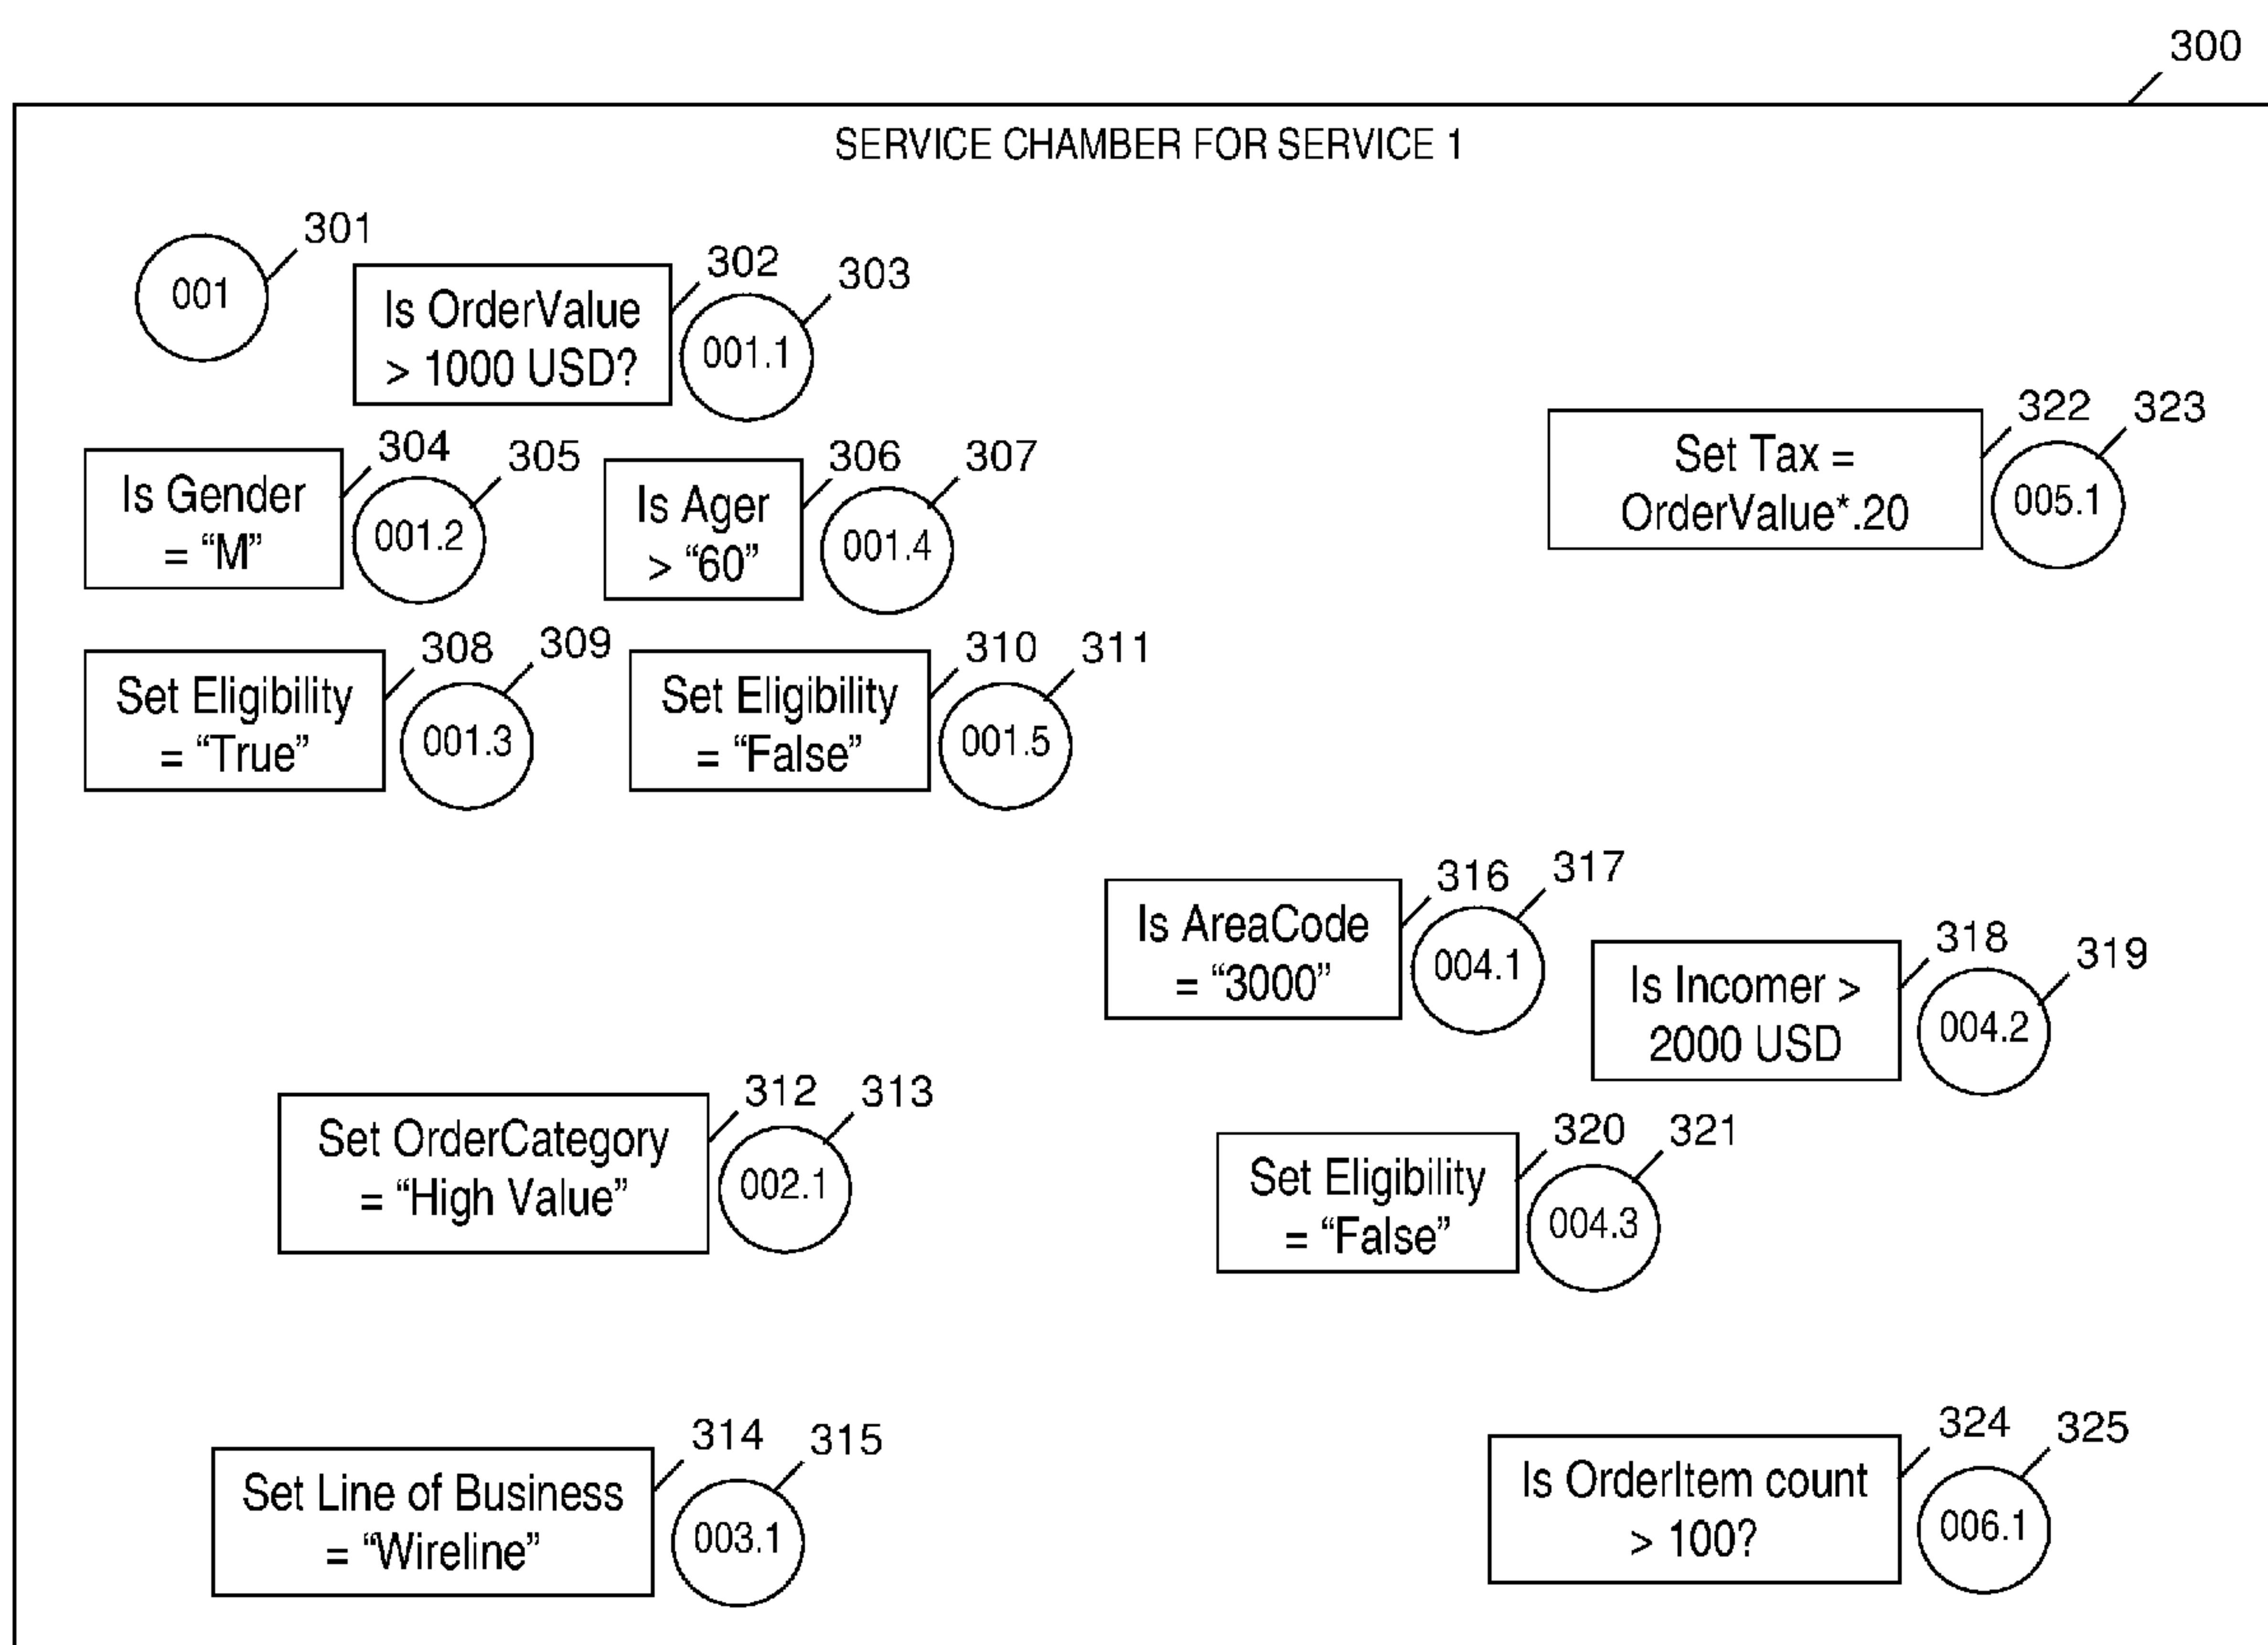 300
SERVICE CHAMBER FOR SERVICE 1
301
001
302
303
Is OrderValue
> 1000 USD?
001.1
304
305
Is Gender
= “M”
001.2
306
307
Is Ager
> “60”
001.4
322
323
Set Tax =
OrderValue*.20
005.1
308
309
Set Eligibility
= “True”
001.3
310
311
Set Eligibility
= “False”
001.5
316
317
Is AreaCode
= “3000”
004.1
318
319
Is Incomer >
2000 USD
004.2
312
313
Set OrderCategory
= “High Value”
002.1
320
321
Set Eligibility
= “False”
004.3
314
315
Set Line of Business
= “Wireline”
003.1
324
325
Is OrderItem count
> 100?
006.1